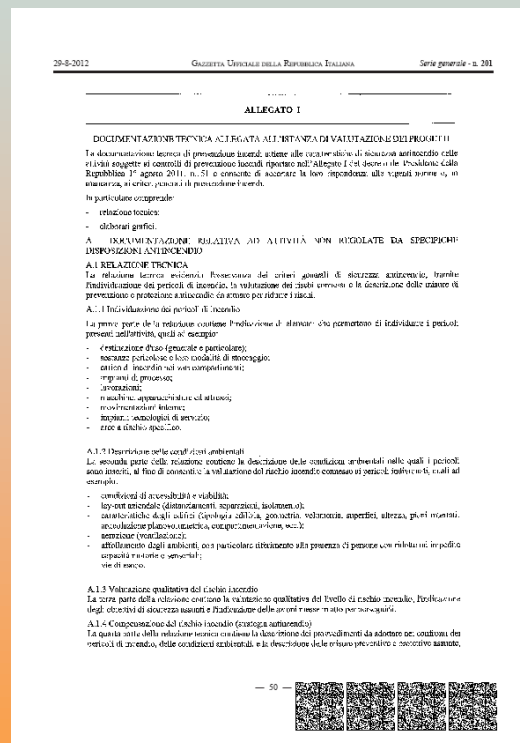 29-8-2012 GAZZETTA UFFICIALE DELLA REPUBBLICA ITALIANA Serie generale - n. 201
ALLEGATO I
DOCUMENTAZIONE TECNICA ALLEGATA ALL'ISTANZA DI VALUTAZIONE DEI PROGETTI
La documentazione tecnica di prevenzione incendi attiene alle caratteristiche di sicurezza antincendio delle
attività soggette ai controlli di prevenzione incendi riportate nell'Allegato I del decreto del Presidente della
Repubblica 1° agosto 2011, n. 151 e consente di accertare la loro rispondenza alle vigenti norme o, in
mancanza, ai criteri generali di prevenzione incendi.
In particolare comprende:
- relazione tecnica;
- elaborati grafici.
A DOCUMENTAZIONE RELATIVA AD ATTIVITÀ NON REGOLATE DA SPECIFICHE
DISPOSIZIONI ANTINCENDIO
A.1 RELAZIONE TECNICA
La relazione tecnica evidenzia l'osservanza dei criteri generali di sicurezza antincendio, tramite
l'individuazione dei pericoli di incendio, la valutazione dei rischi connessi e la descrizione delle misure di
prevenzione e protezione antincendio da attuare per ridurre i rischi.
A.1.1 Individuazione dei pericoli di incendio
La prima parte della relazione contiene l'indicazione di elementi che permettono di individuare i pericoli
presenti nell'attività, quali ad esempio:
- destinazione d'uso (generale e particolare);
- sostanze pericolose e loro modalità di stoccaggio;
- carico di incendio nei vari compartimenti;
- impianti di processo;
- lavorazioni;
- macchine, apparecchiature ed attrezzi;
- movimentazioni interne;
- impianti tecnologici di servizio;
- aree a rischio specifico.
A.1.2 Descrizione delle condizioni ambientali
La seconda parte della relazione contiene la descrizione delle condizioni ambientali nelle quali i pericoli
sono inseriti, al fine di consentire la valutazione del rischio incendio connesso ai pericoli individuati, quali ad
esempio:
- condizioni di accessibilità e viabilità;
- lay-out aziendale (distanziamenti, separazioni, isolamento);
- caratteristiche degli edifici (tipologia edilizia, geometria, volumetria, superfici, altezza, piani interrati,
articolazione planovolumetrica, compartimentazione, ecc.);
- aerazione (ventilazione);
- affollamento degli ambienti, con particolare riferimento alla presenza di persone con ridotte od impedite
capacità motorie o sensoriali;
vie di esodo.
A.1.3 Valutazione qualitativa del rischio incendio
La terza parte della relazione contiene la valutazione qualitativa del livello di rischio incendio, l'indicazione
degli obiettivi di sicurezza assunti e l'indicazione delle azioni messe in atto per perseguirli.
A.1.4 Compensazione del rischio incendio (strategia antincendio)
La quarta parte della relazione tecnica contiene la descrizione dei provvedimenti da adottare nei confronti dei
pericoli di incendio, delle condizioni ambientali, e la descrizione delle misure preventive e protettive assunte,
— 50 —